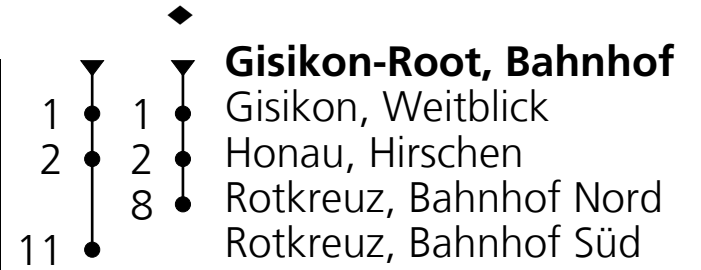 Gisikon-Root, Bahnhof
1 1 Gisikon, Weitblick
2 2 Honau, Hirschen
8 Rotkreuz, Bahnhof Nord
11 Rotkreuz, Bahnhof Süd